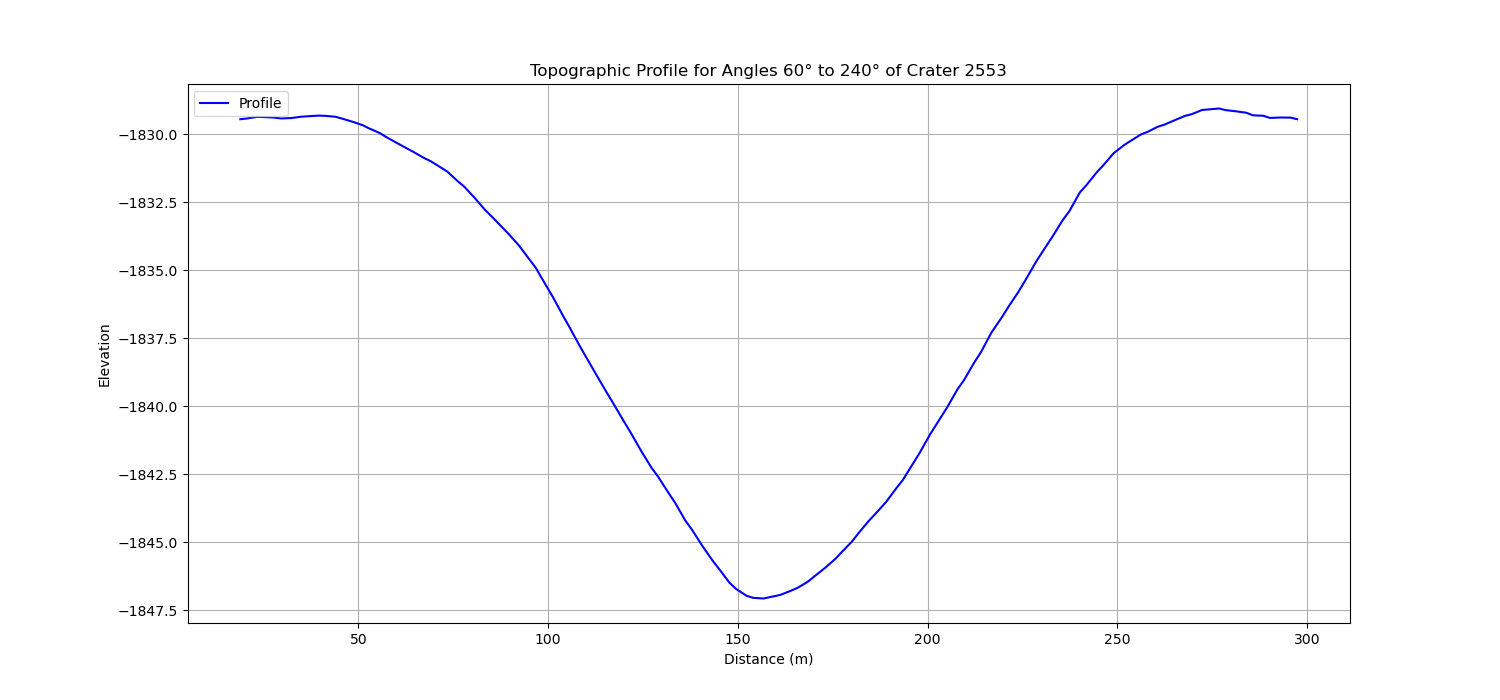 Topographic Profile for Angles 60° to 240° of Crater 2553
Profile
−1830.0
−1832.5
−1835.0
−1837.5
−1840.0
−1842.5
−1845.0
−1847.5
Elevation
50 100 150 200 250 300
Distance (m)